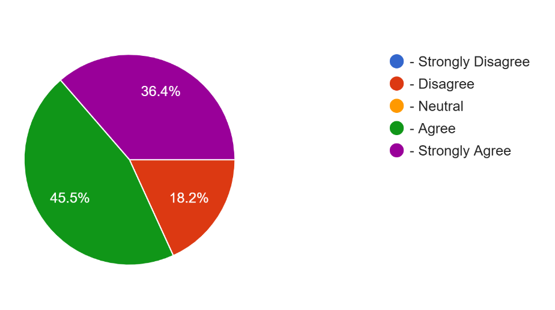 36.4%
45.5%
18.2%
- Strongly Disagree
- Disagree
- Neutral
- Agree
- Strongly Agree